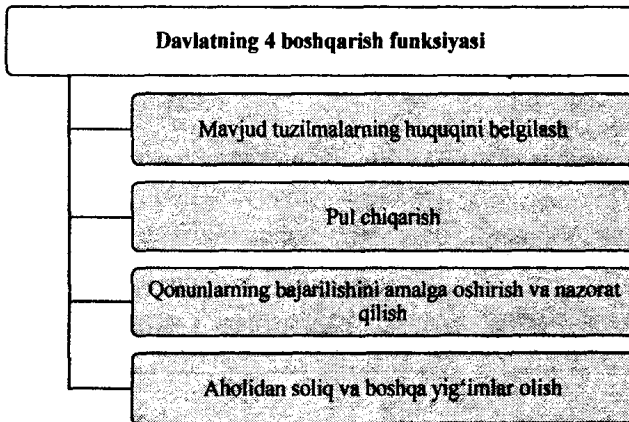 Davlatning 4 boshqarish funksiyasi
Mavjud tuzilmalarning huquqini belgilash
Pul chiqarish
Qonunlarning bajarilishini amalga oshirish va nazorat
qilish
Aholidan soliq va boshqa yig‘imlar olish